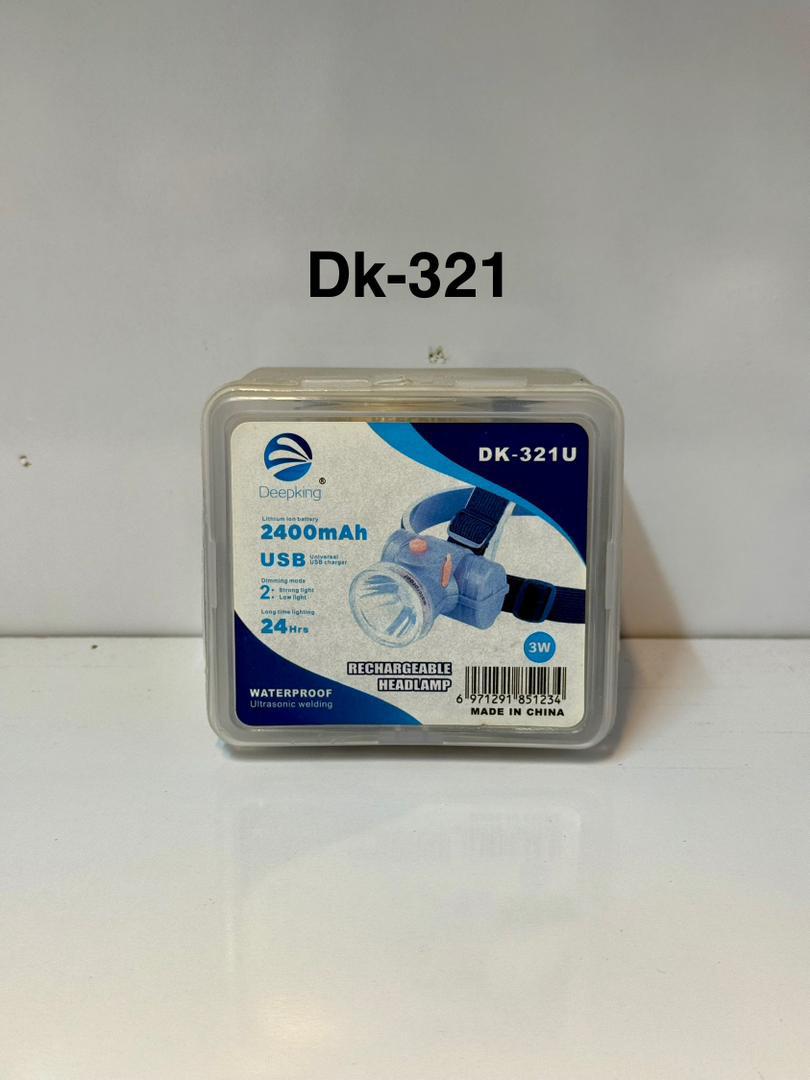 Dk-321
DK-321U
Deepking®
Lithium ion battery
2400mAh
USB Universal
USB charger
Dimming mode
2: Strong light
Low light
Long time lighting
24Hrs
3W
RECHARGEABLE
HEADLAMP
6 971291 851234
MADE IN CHINA
WATERPROOF
Ultrasonic welding